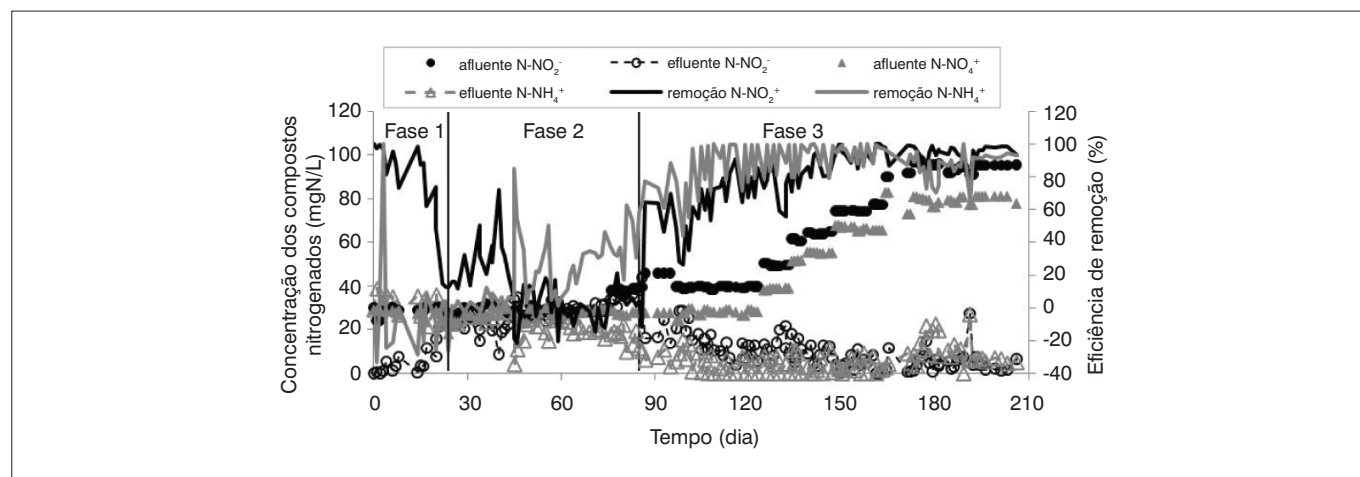 afluente N-NO₂⁻ efluente N-NO₂⁻ afluente N-NO₄⁺
efluente N-NH₄⁺ remoção N-NO₂⁺ remoção N-NH₄⁺
Fase 1 Fase 2 Fase 3
Concentração dos compostos
nitrogenados (mgN/L)
120
100
80
60
40
20
0
120
100
80
60
40
20
0
-20
-40
Eficiência de remoção (%)
0 30 60 90 120 150 180 210
Tempo (dia)